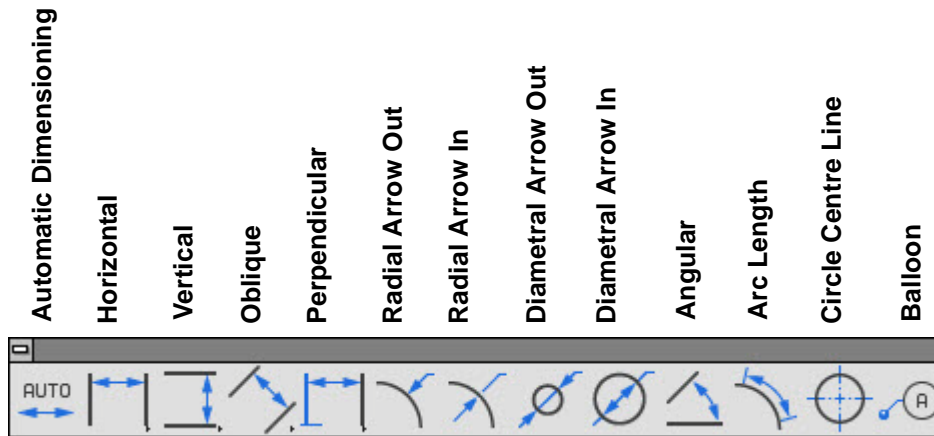 Automatic Dimensioning
Horizontal
Vertical
Oblique
Perpendicular
Radial Arrow Out
Radial Arrow In
Diametral Arrow Out
Diametral Arrow In
Angular
Arc Length
Circle Centre Line
Balloon
AUTO
A